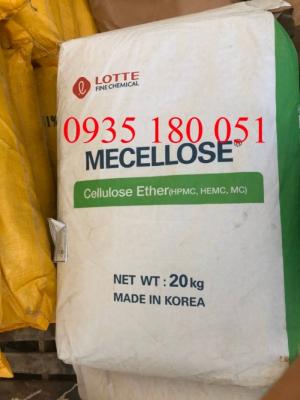 LOTTE
FINE CHEMICAL
0935 180 051
MECELLOSE
Cellulose Ether(HPMC, HEMC, MC)
NET WT : 20kg
MADE IN KOREA